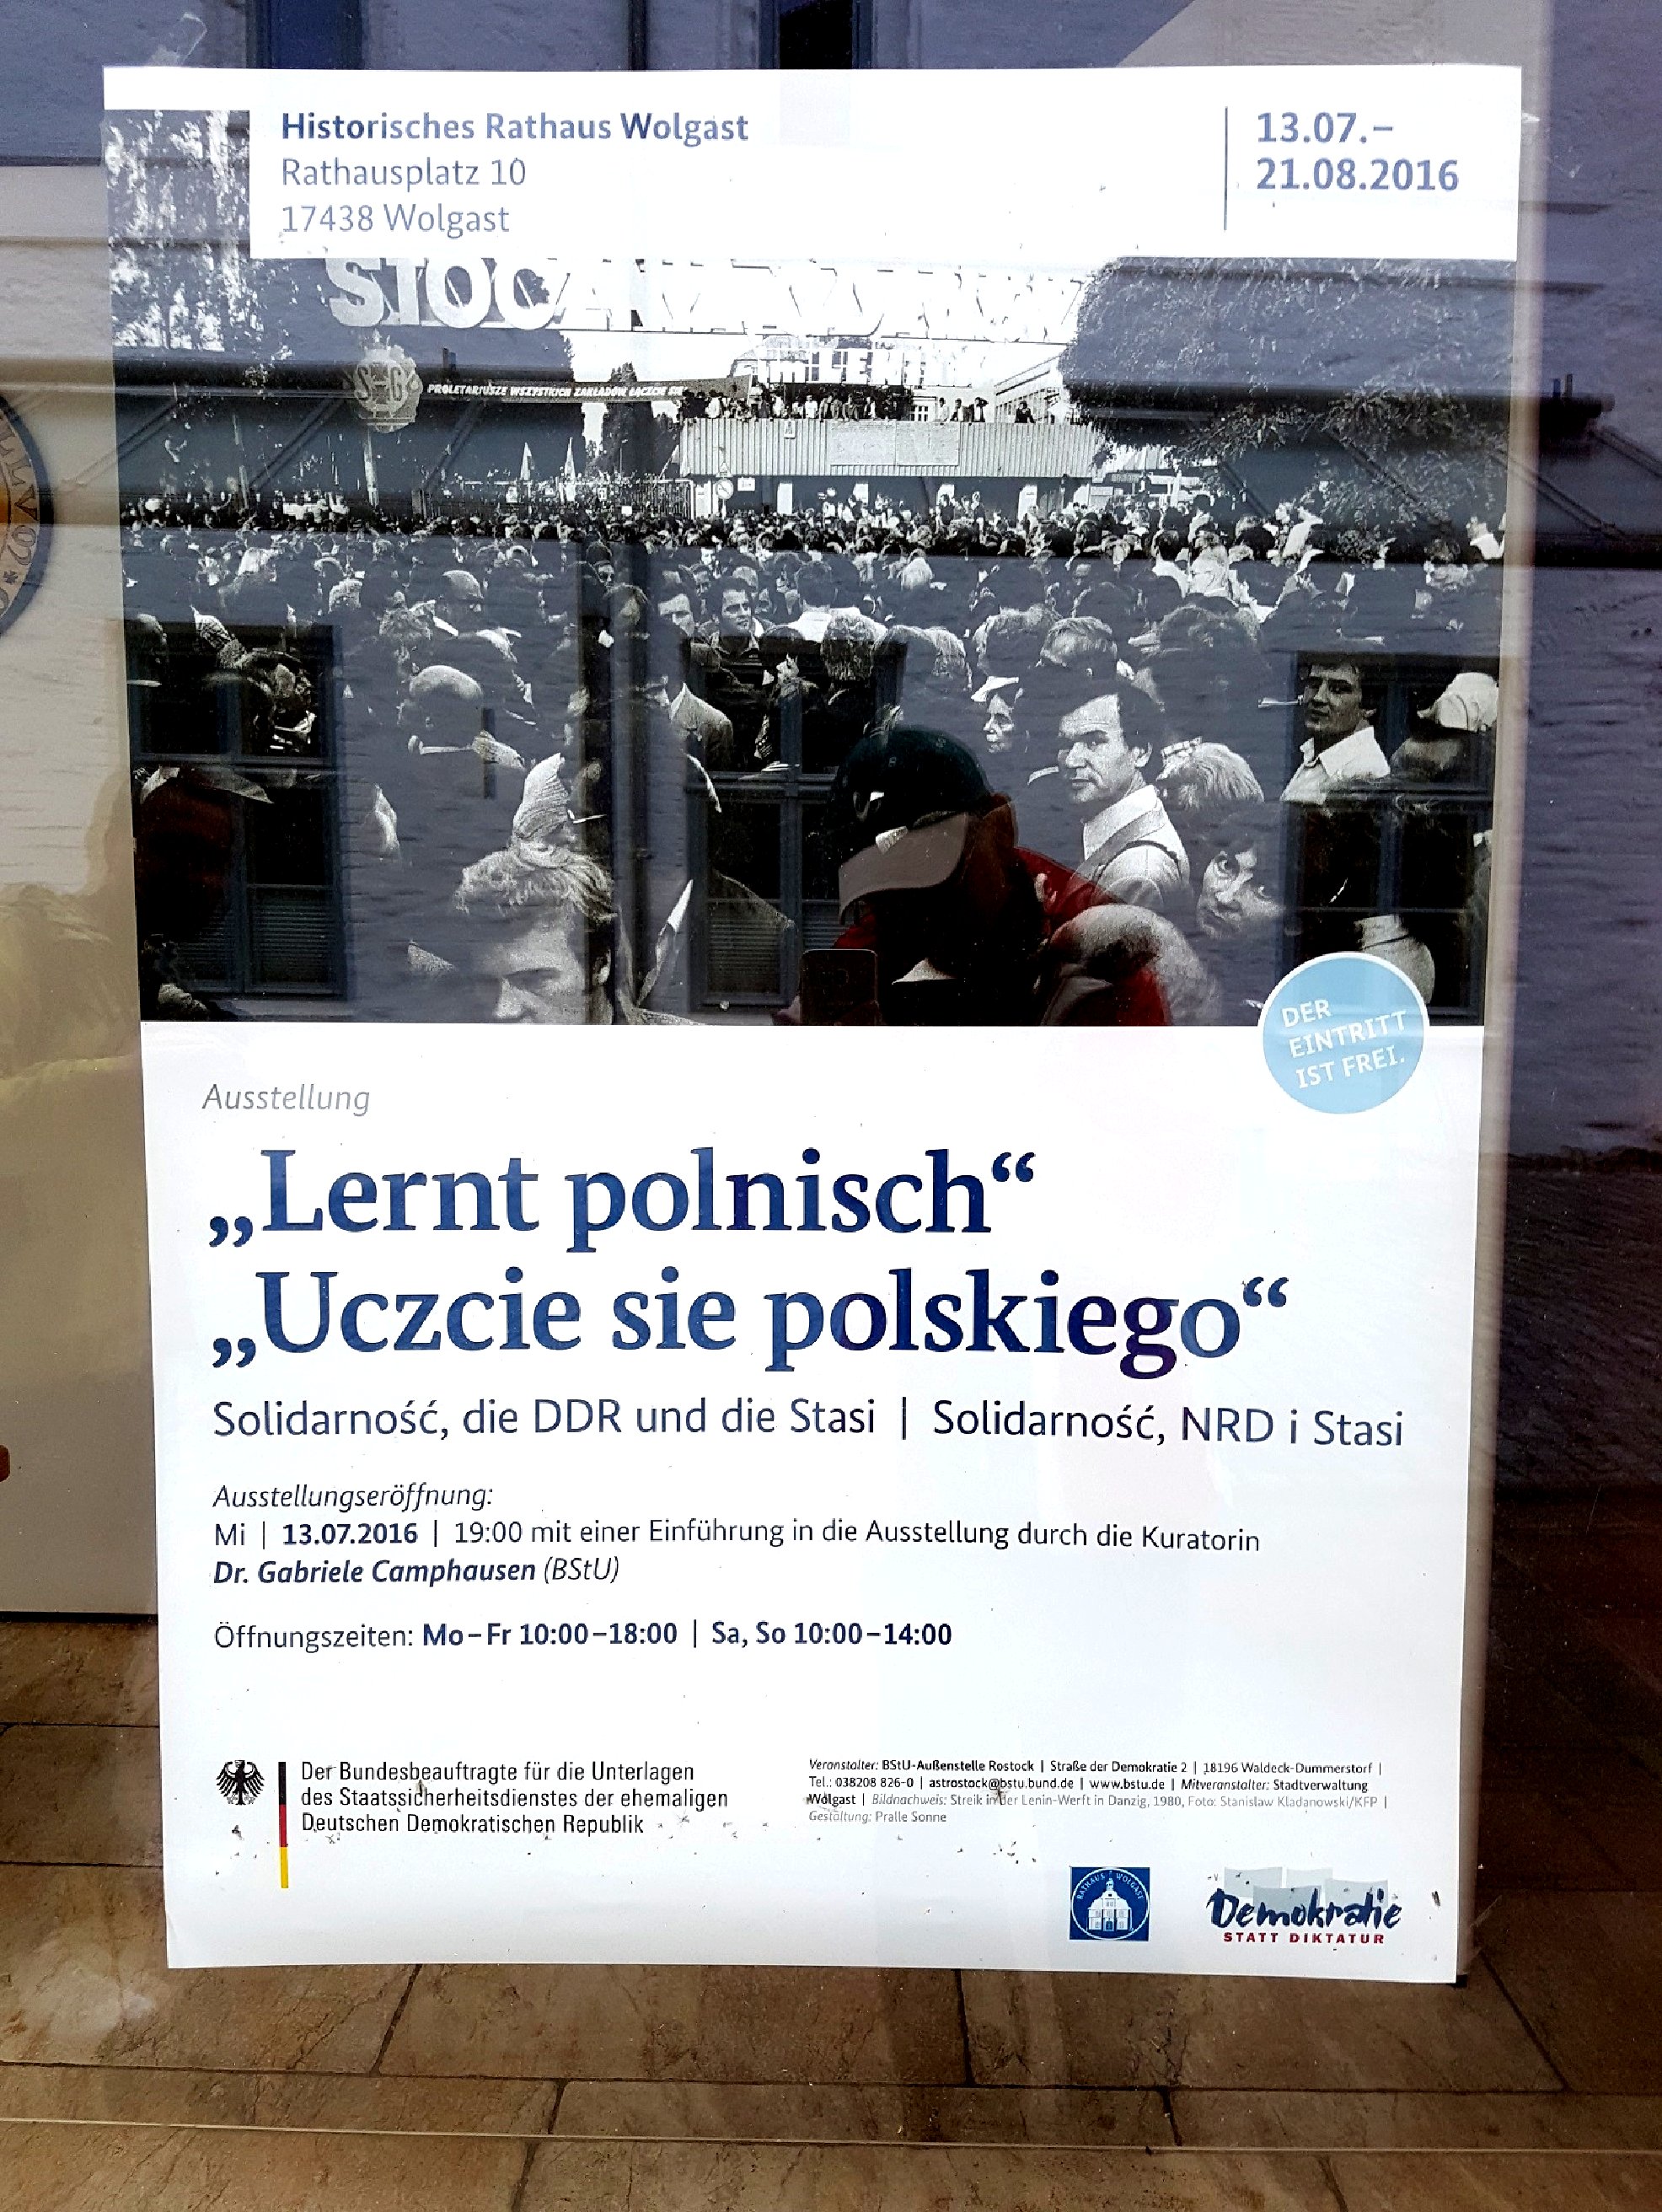 Historisches Rathaus Wolgast
Rathausplatz 10
17438 Wolgast
13.07.–
21.08.2016
STOCZ
PROLETARIUSZE WSZYSTKICH ZAKŁADÓW ŁĄCZCIE SIĘ
DER
EINTRITT
IST FREI.
Ausstellung
„Lernt polnisch“
„Uczcie sie polskiego“
Solidarność, die DDR und die Stasi | Solidarność, NRD i Stasi
Ausstellungseröffnung:
Mi | 13.07.2016 | 19:00 mit einer Einführung in die Ausstellung durch die Kuratorin
Dr. Gabriele Camphausen (BStU)
Öffnungszeiten: Mo–Fr 10:00–18:00 | Sa, So 10:00–14:00
Der Bundesbeauftragte für die Unterlagen
des Staatssicherheitsdienstes der ehemaligen
Deutschen Demokratischen Republik
Veranstalter: BStU-Außenstelle Rostock | Straße der Demokratie 2 | 18196 Waldeck-Dummerstorf |
Tel.: 038208 826-0 | astrostock@bstu.bund.de | www.bstu.de | Mitveranstalter: Stadtverwaltung
Wolgast | Bildnachweis: Streik in der Lenin-Werft in Danzig, 1980, Foto: Stanislaw Kladanowski/KFP |
Gestaltung: Pralle Sonne
RATHAUS WOLGAST
Demokratie
STATT DIKTATUR